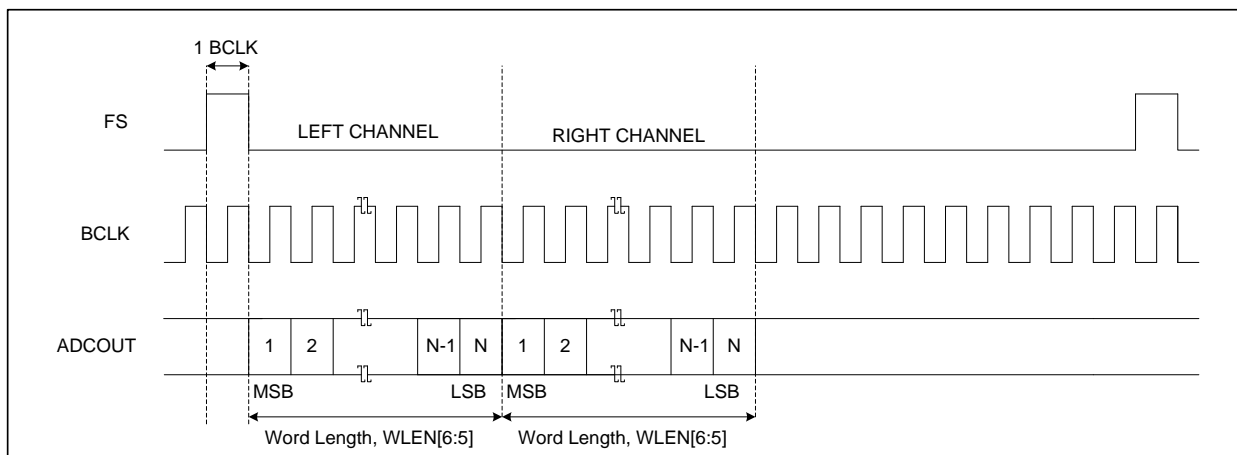 1 BCLK
FS
LEFT CHANNEL
RIGHT CHANNEL
BCLK
ADCOUT
1 2 N-1 N 1 2 N-1 N
MSB LSB MSB LSB
Word Length, WLEN[6:5] Word Length, WLEN[6:5]